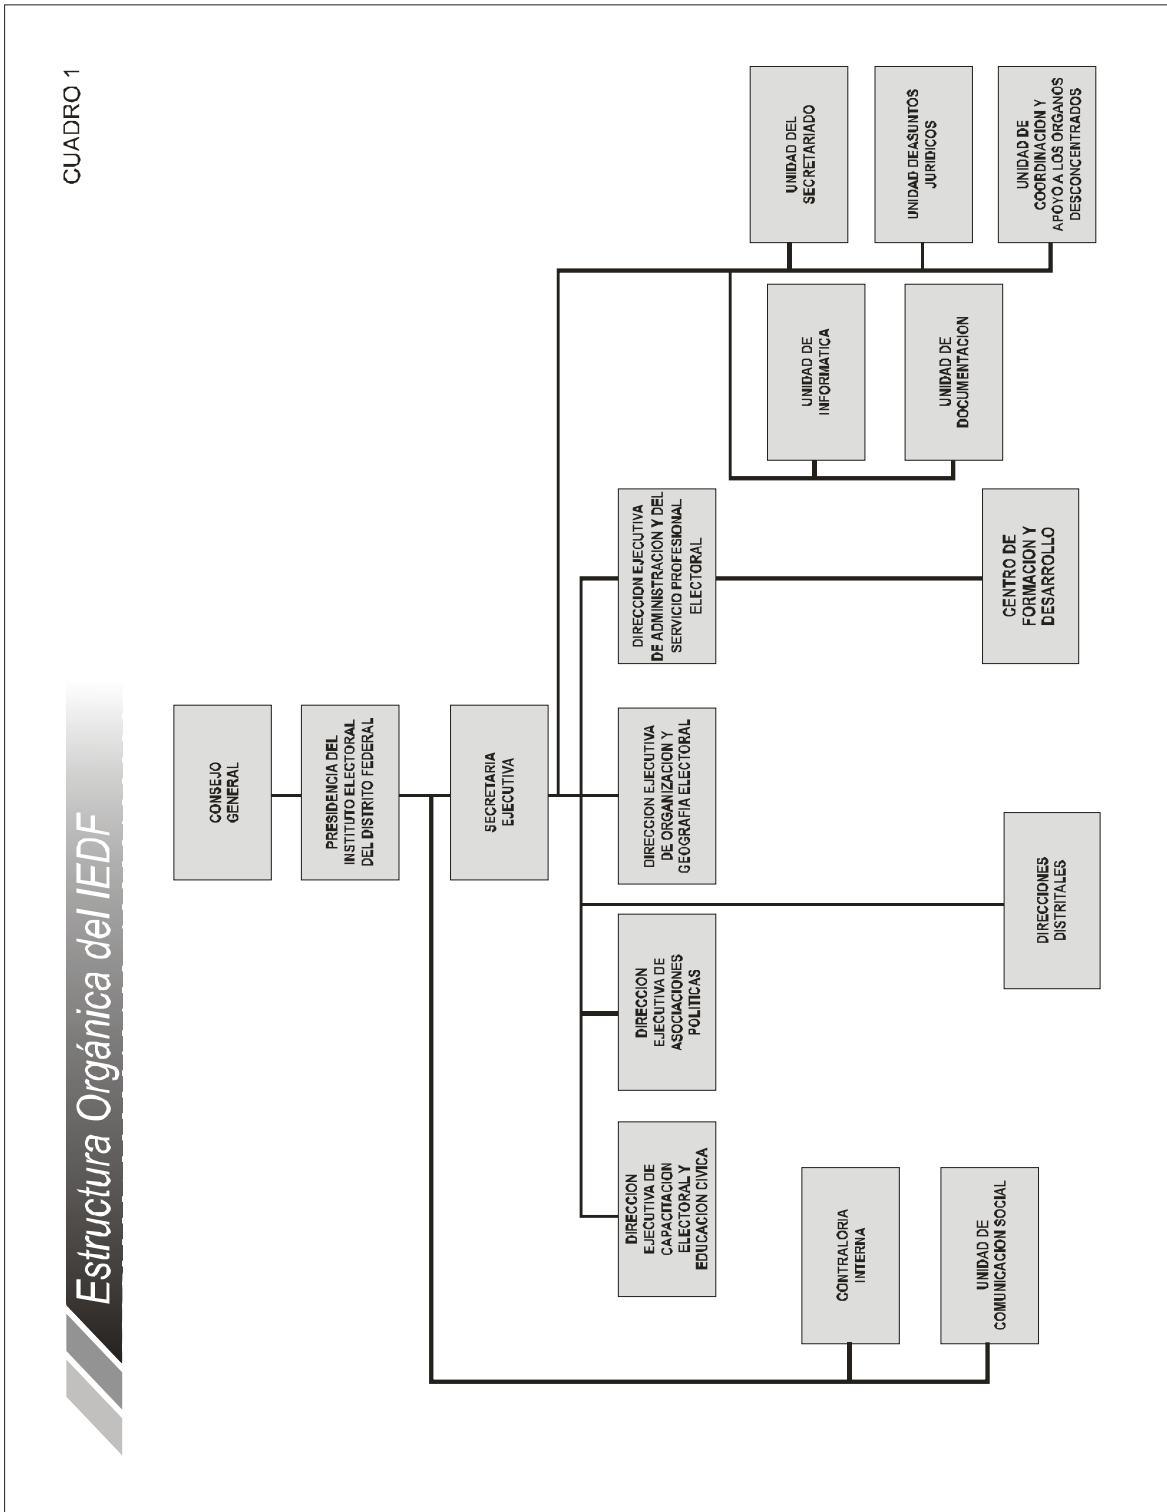 CUADRO 1
Estructura Orgánica del IEDF
CONSEJO
GENERAL
PRESIDENCIA DEL
INSTITUTO ELECTORAL
DEL DISTRITO FEDERAL
SECRETARIA
EJECUTIVA
DIRECCION
EJECUTIVA DE
CAPACITACION
ELECTORAL Y
EDUCACION CIVICA
DIRECCION
EJECUTIVA DE
ASOCIACIONES
POLITICAS
DIRECCION EJECUTIVA
DE ORGANIZACION Y
GEOGRAFIA ELECTORAL
DIRECCION EJECUTIVA
DE ADMINISTRACION Y DEL
SERVICIO PROFESIONAL
ELECTORAL
UNIDAD DEL
SECRETARIADO
UNIDAD DE
INFORMATICA
UNIDAD DEASUNTOS
JURIDICOS
UNIDAD DE
DOCUMENTACION
UNIDAD DE
COORDINACION Y
APOYO A LOS ORGANOS
DESCONCENTRADOS
CONTRALORIA
INTERNA
UNIDAD DE
COMUNICACION SOCIAL
DIRECCIONES
DISTRITALES
CENTRO DE
FORMACION Y
DESARROLLO